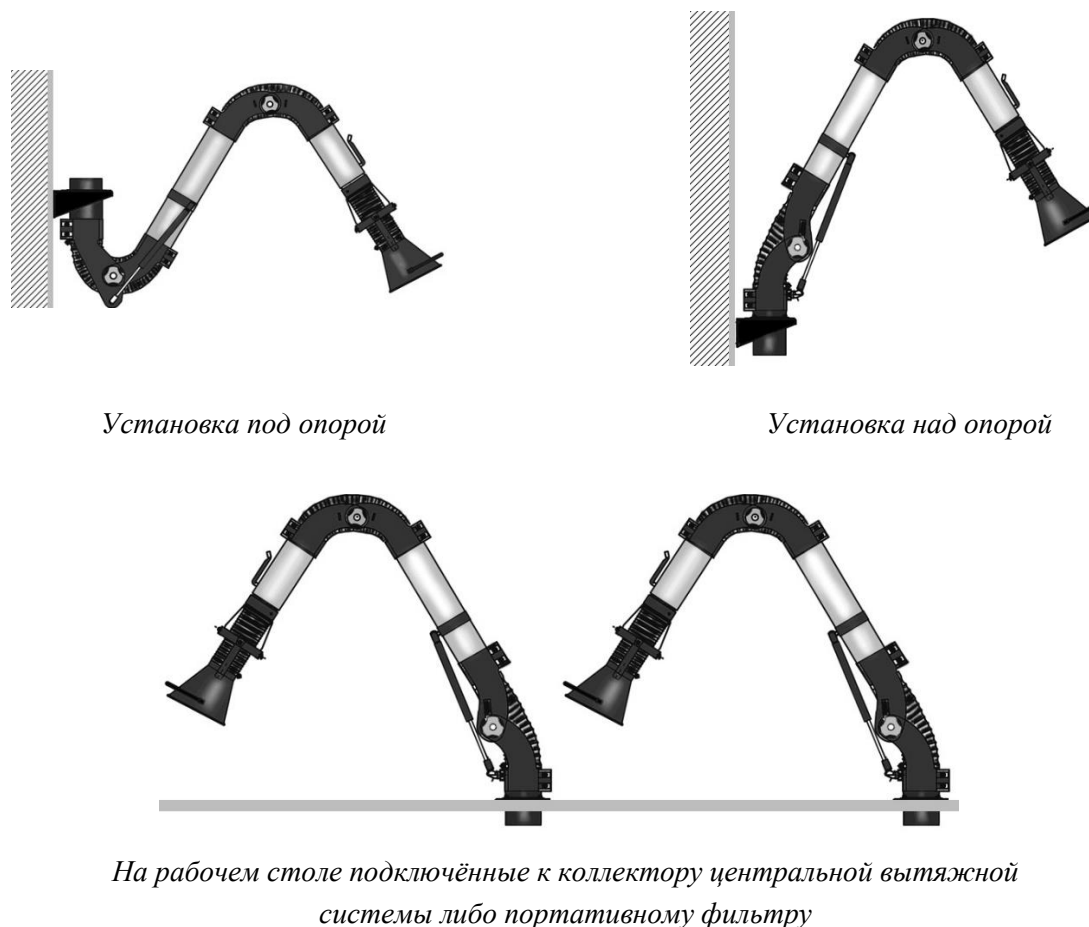 Установка под опорой
Установка над опорой
На рабочем столе подключённые к коллектору центральной вытяжной
системы либо портативному фильтру